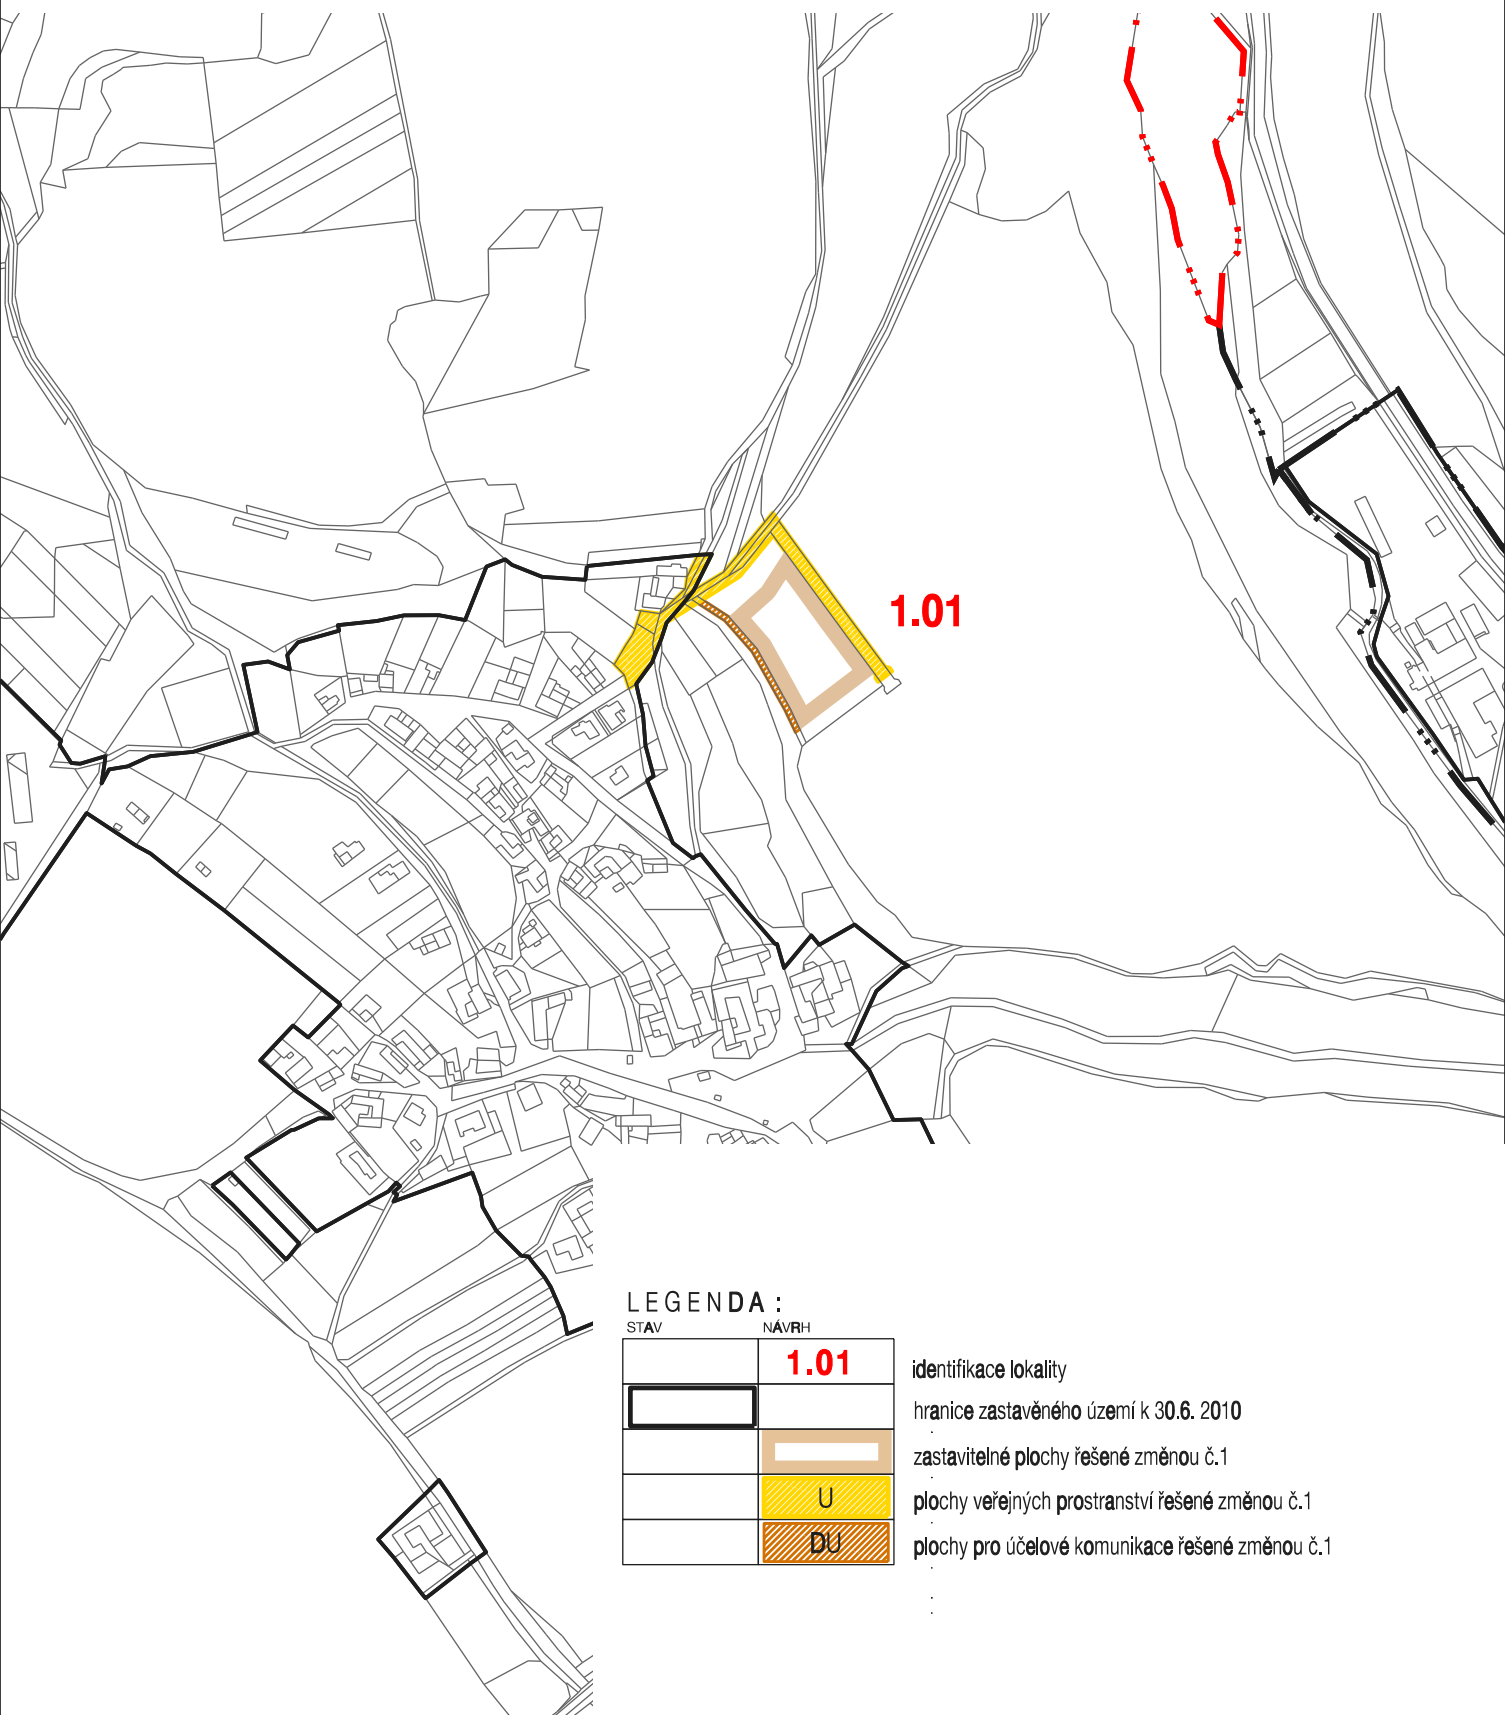 1.01
LEGENDA :
STAV NÁVRH
1.01 identifikace lokality
hranice zastavěného území k 30.6. 2010
zastavitelné plochy řešené změnou č.1
U plochy veřejných prostranství řešené změnou č.1
DU plochy pro účelové komunikace řešené změnou č.1